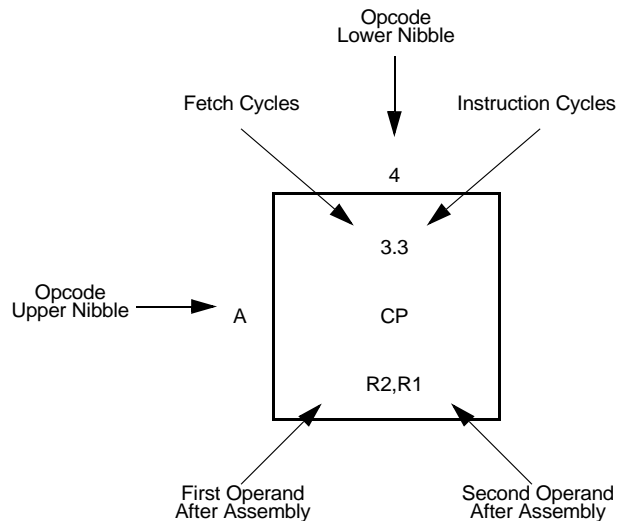 Opcode
Lower Nibble
Fetch Cycles
Instruction Cycles
4
3.3
Opcode
Upper Nibble
A
CP
R2,R1
First Operand
After Assembly
Second Operand
After Assembly